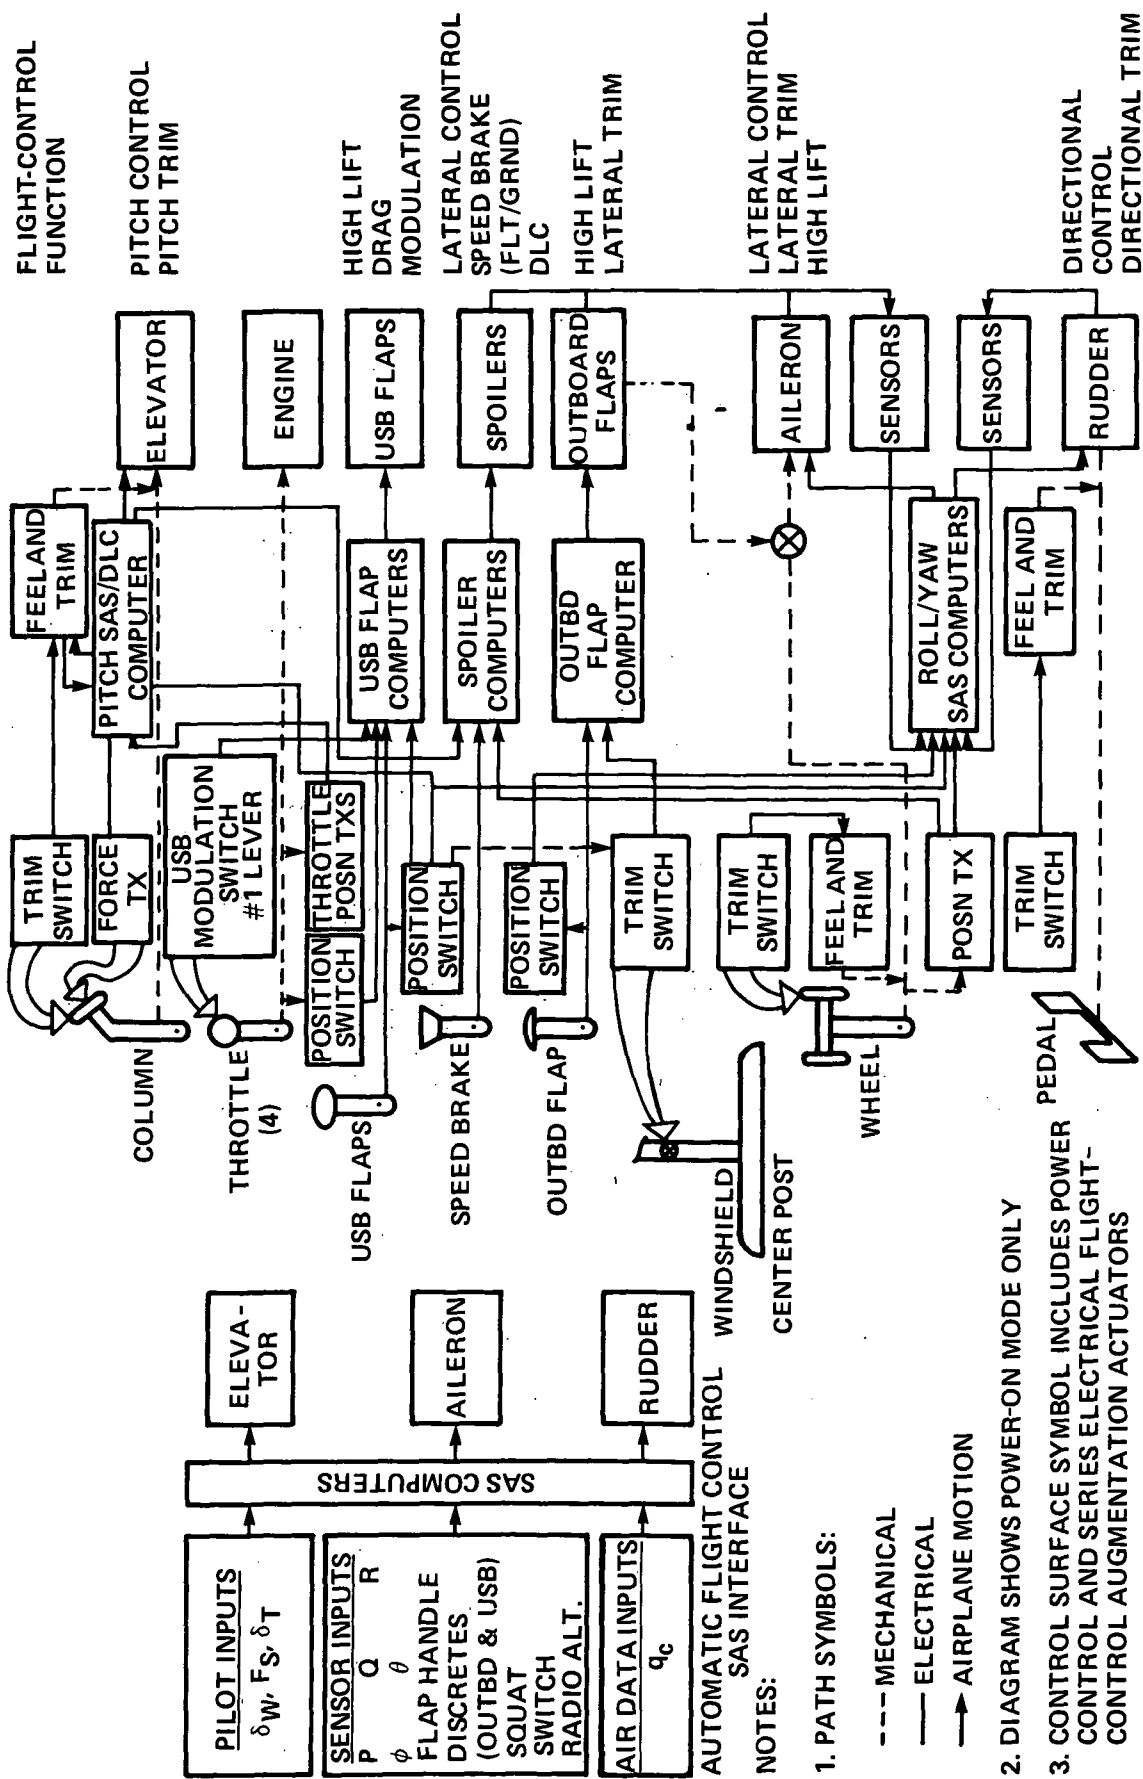 FLIGHT-CONTROL
FUNCTION
PITCH CONTROL
PITCH TRIM
HIGH LIFT
DRAG
MODULATION
LATERAL CONTROL
SPEED BRAKE
(FLT/GRND)
DLC
HIGH LIFT
LATERAL TRIM
LATERAL CONTROL
LATERAL TRIM
HIGH LIFT
DIRECTIONAL
CONTROL
DIRECTIONAL TRIM
ELEVATOR
ENGINE
USB FLAPS
SPOILERS
OUTBOARD
FLAPS
AILERON
SENSORS
SENSORS
RUDDER
FEEL AND
TRIM
PITCH SAS/DLC
COMPUTER
USB FLAP
COMPUTERS
SPOILER
COMPUTERS
OUTBD
FLAP
COMPUTER
ROLL/YAW
SAS COMPUTERS
FEEL AND
TRIM
TRIM
SWITCH
FORCE
TX
USB
MODULATION
SWITCH
#1 LEVER
THROTTLE
POSN TXS
POSITION
SWITCH
POSITION
SWITCH
POSITION
SWITCH
TRIM
SWITCH
TRIM
SWITCH
FEEL AND
TRIM
POSN TX
TRIM
SWITCH
COLUMN
THROTTLE
(4)
USB FLAPS
SPEED BRAKE
OUTBD FLAP
WINDSHIELD
CENTER POST
WHEEL
PEDAL
ELEVA-
TOR
AILERON
RUDDER
SAS COMPUTERS
PILOT INPUTS
δW, FS, δT
SENSOR INPUTS
P Q R
ϕ θ
FLAP HANDLE
DISCRETES
(OUTBD & USB)
SQUAT
SWITCH
RADIO ALT.
AIR DATA INPUTS
qc
AUTOMATIC FLIGHT CONTROL
SAS INTERFACE
NOTES:
1. PATH SYMBOLS:
--- MECHANICAL
— ELECTRICAL
→ AIRPLANE MOTION
2. DIAGRAM SHOWS POWER-ON MODE ONLY
3. CONTROL SURFACE SYMBOL INCLUDES POWER
CONTROL AND SERIES ELECTRICAL FLIGHT-
CONTROL AUGMENTATION ACTUATORS